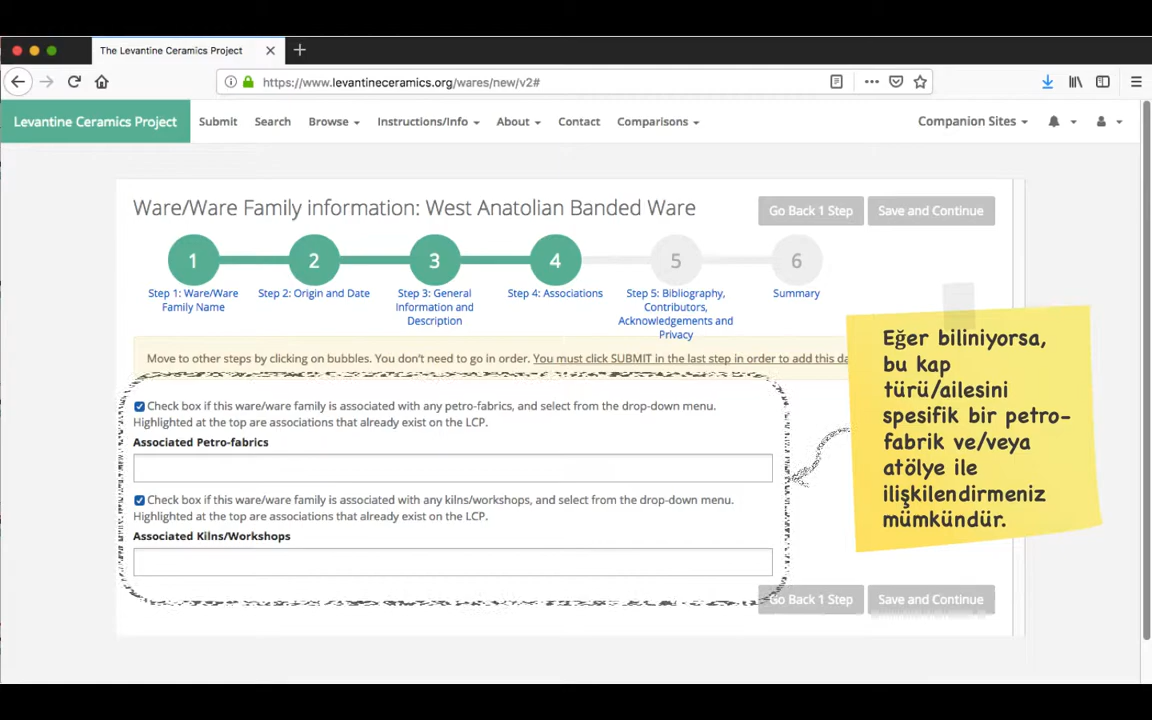 The Levantine Ceramics Project
https://www.levantineceramics.org/wares/new/v2#
Levantine Ceramics Project Submit Search Browse Instructions/Info About Contact Comparisons Companion Sites
Ware/Ware Family information: West Anatolian Banded Ware
Go Back 1 Step Save and Continue
1 2 3 4 5 6
Step 1: Ware/Ware
Family Name
Step 2: Origin and Date
Step 3: General
Information and
Description
Step 4: Associations
Step 5: Bibliography,
Contributors,
Acknowledgements and
Privacy
Summary
Move to other steps by clicking on bubbles. You don't need to go in order. You must click SUBMIT in the last step in order to add this da
Check box if this ware/ware family is associated with any petro-fabrics, and select from the drop-down menu.
Highlighted at the top are associations that already exist on the LCP.
Associated Petro-fabrics
Check box if this ware/ware family is associated with any kilns/workshops, and select from the drop-down menu.
Highlighted at the top are associations that already exist on the LCP.
Associated Kilns/Workshops
Go Back 1 Step Save and Continue
Eğer biliniyorsa,
bu kap
türü/ailesini
spesifik bir petro-
fabrik ve/veya
atölye ile
ilişkilendirmeniz
mümkündür.